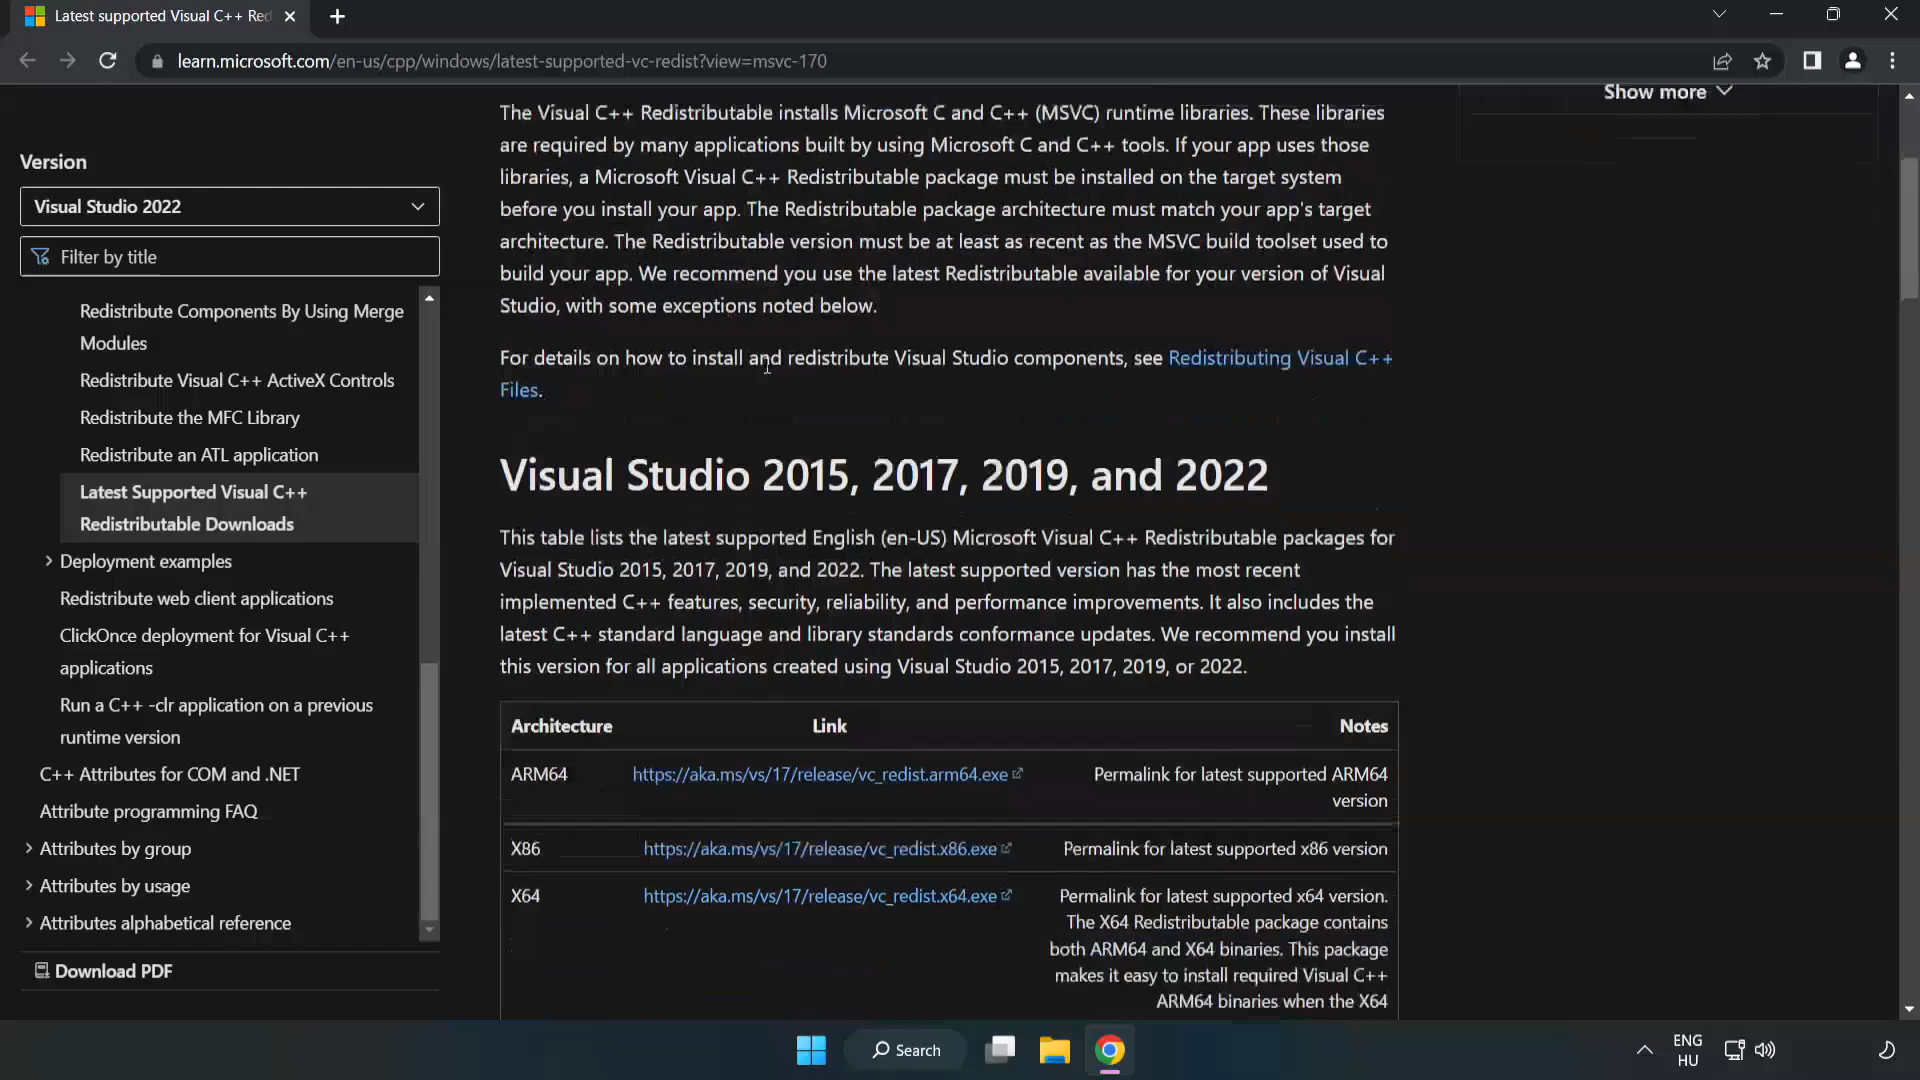 Latest supported Visual C++ Red
learn.microsoft.com/en-us/cpp/windows/latest-supported-vc-redist?view=msvc-170
Version
Visual Studio 2022
Filter by title
Redistribute Components By Using Merge
Modules
Redistribute Visual C++ ActiveX Controls
Redistribute the MFC Library
Redistribute an ATL application
Latest Supported Visual C++
Redistributable Downloads
Deployment examples
Redistribute web client applications
ClickOnce deployment for Visual C++
applications
Run a C++ -clr application on a previous
runtime version
C++ Attributes for COM and .NET
Attribute programming FAQ
Attributes by group
Attributes by usage
Attributes alphabetical reference
Download PDF
The Visual C++ Redistributable installs Microsoft C and C++ (MSVC) runtime libraries. These libraries
are required by many applications built by using Microsoft C and C++ tools. If your app uses those
libraries, a Microsoft Visual C++ Redistributable package must be installed on the target system
before you install your app. The Redistributable package architecture must match your app's target
architecture. The Redistributable version must be at least as recent as the MSVC build toolset used to
build your app. We recommend you use the latest Redistributable available for your version of Visual
Studio, with some exceptions noted below.
For details on how to install and redistribute Visual Studio components, see Redistributing Visual C++
Files.
Visual Studio 2015, 2017, 2019, and 2022
This table lists the latest supported English (en-US) Microsoft Visual C++ Redistributable packages for
Visual Studio 2015, 2017, 2019, and 2022. The latest supported version has the most recent
implemented C++ features, security, reliability, and performance improvements. It also includes the
latest C++ standard language and library standards conformance updates. We recommend you install
this version for all applications created using Visual Studio 2015, 2017, 2019, or 2022.
Architecture Link Notes
ARM64 https://aka.ms/vs/17/release/vc_redist.arm64.exe Permalink for latest supported ARM64
version
X86 https://aka.ms/vs/17/release/vc_redist.x86.exe Permalink for latest supported x86 version
X64 https://aka.ms/vs/17/release/vc_redist.x64.exe Permalink for latest supported x64 version.
The X64 Redistributable package contains
both ARM64 and X64 binaries. This package
makes it easy to install required Visual C++
ARM64 binaries when the X64
Show more
Search
ENG
HU